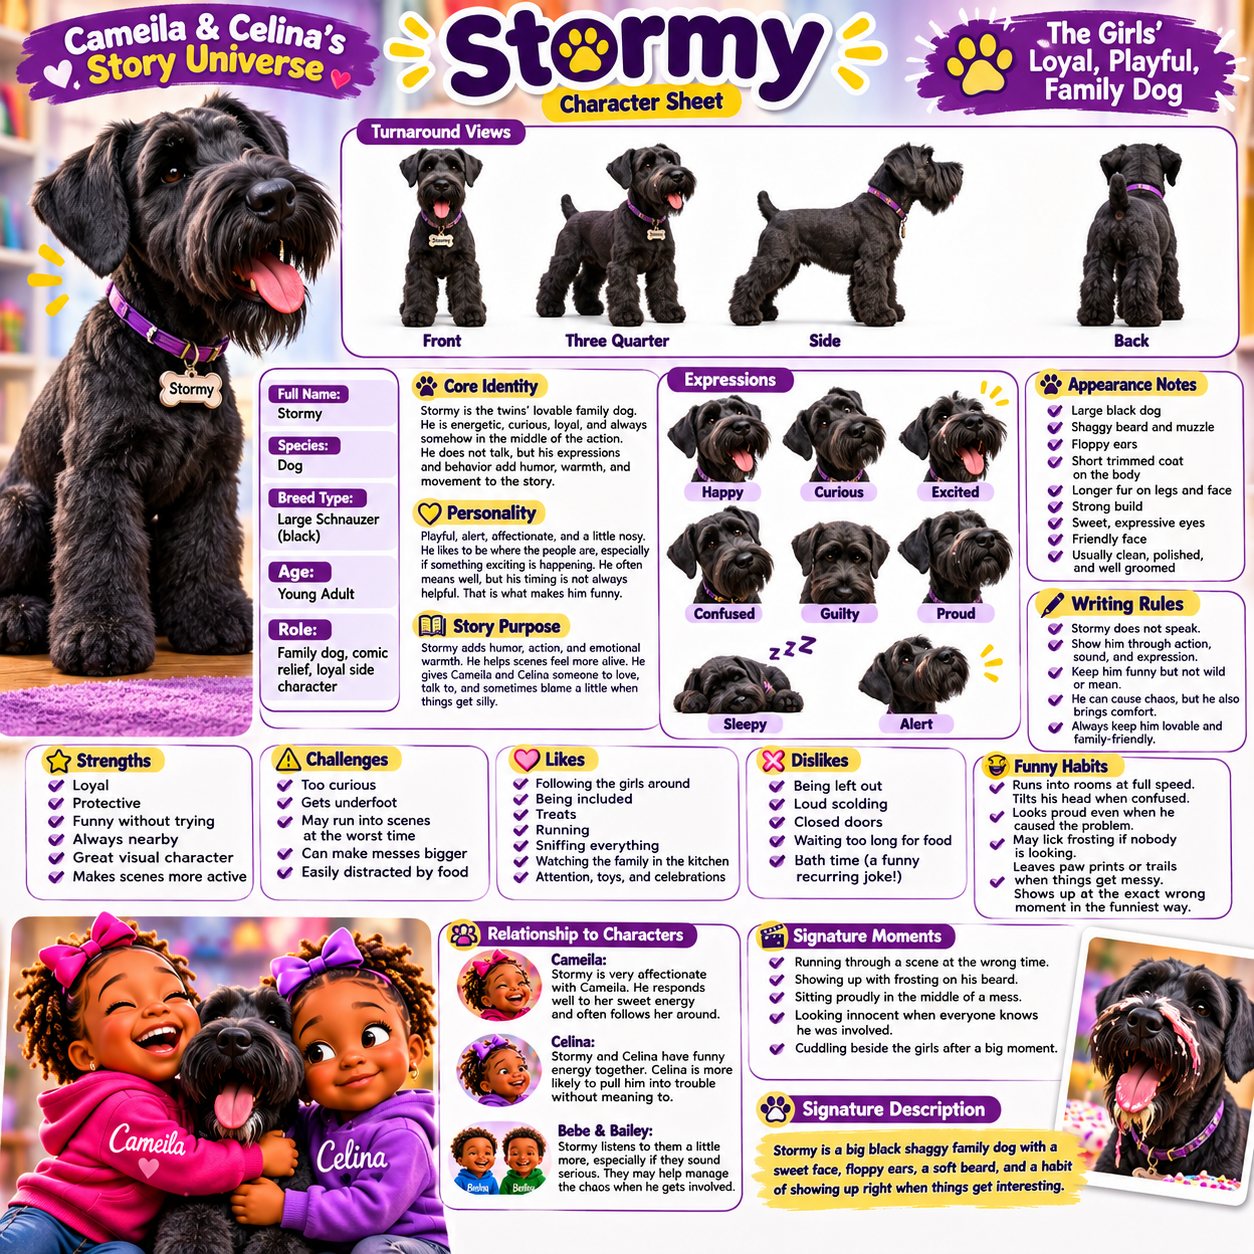 Cameila & Celina's
Story Universe
Stormy
Character Sheet
The Girls'
Loyal, Playful,
Family Dog
Stormy
Turnaround Views
Stormy
Front
Three Quarter
Side
Back
Full Name:
Stormy
Species:
Dog
Breed Type:
Large Schnauzer
(black)
Age:
Young Adult
Role:
Family dog, comic
relief, loyal side
character
Core Identity
Stormy is the twins' lovable family dog.
He is energetic, curious, loyal, and always
somehow in the middle of the action.
He does not talk, but his expressions
and behavior add humor, warmth, and
movement to the story.
Personality
Playful, alert, affectionate, and a little nosy.
He likes to be where the people are, especially
if something exciting is happening. He often
means well, but his timing is not always
helpful. That is what makes him funny.
Story Purpose
Stormy adds humor, action, and emotional
warmth. He helps scenes feel more alive. He
gives Cameila and Celina someone to love,
talk to, and sometimes blame a little when
things get silly.
Expressions
Happy
Curious
Excited
Confused
Guilty
Proud
zzZ
Sleepy
Alert
Appearance Notes
Large black dog
Shaggy beard and muzzle
Floppy ears
Short trimmed coat
on the body
Longer fur on legs and face
Strong build
Sweet, expressive eyes
Friendly face
Usually clean, polished,
and well groomed
Writing Rules
Stormy does not speak.
Show him through action,
sound, and expression.
Keep him funny but not wild
or mean.
He can cause chaos, but he also
brings comfort.
Always keep him lovable and
family-friendly.
Strengths
Loyal
Protective
Funny without trying
Always nearby
Great visual character
Makes scenes more active
Challenges
Too curious
Gets underfoot
May run into scenes
at the worst time
Can make messes bigger
Easily distracted by food
Likes
Following the girls around
Being included
Treats
Running
Sniffing everything
Watching the family in the kitchen
Attention, toys, and celebrations
Dislikes
Being left out
Loud scolding
Closed doors
Waiting too long for food
Bath time (a funny
recurring joke!)
Funny Habits
Runs into rooms at full speed.
Tilts his head when confused.
Looks proud even when he
caused the problem.
May lick frosting if nobody
is looking.
Leaves paw prints or trails
when things get messy.
Shows up at the exact wrong
moment in the funniest way.
Cameila
Celina
Relationship to Characters
Cameila:
Stormy is very affectionate
with Cameila. He responds
well to her sweet energy
and often follows her around.
Celina:
Stormy and Celina have funny
energy together. Celina is more
likely to pull him into trouble
without meaning to.
Bebe & Bailey:
Stormy listens to them a little
more, especially if they sound
serious. They may help manage
the chaos when he gets involved.
Signature Moments
Running through a scene at the wrong time.
Showing up with frosting on his beard.
Sitting proudly in the middle of a mess.
Looking innocent when everyone knows
he was involved.
Cuddling beside the girls after a big moment.
Signature Description
Stormy is a big black shaggy family dog with a
sweet face, floppy ears, a soft beard, and a habit
of showing up right when things get interesting.